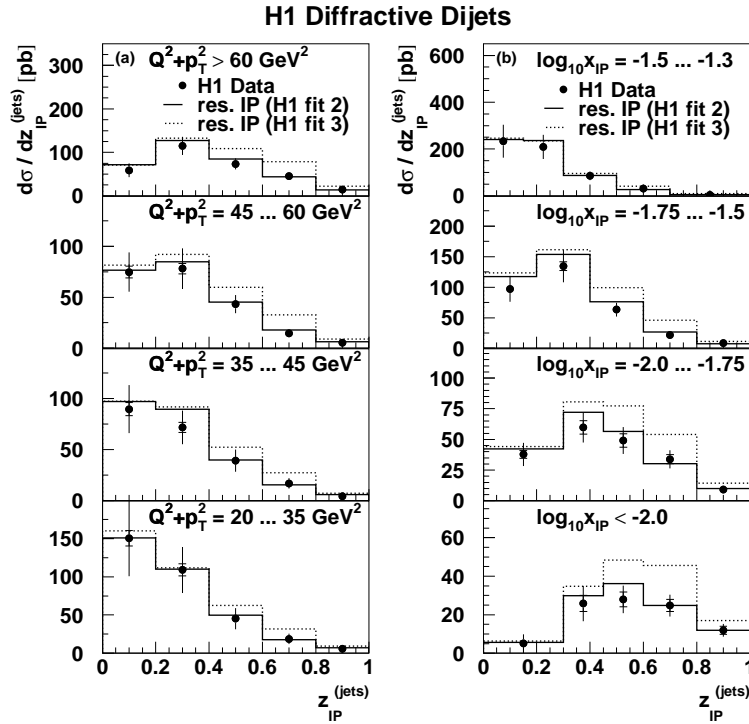 H1 Diffractive Dijets
dσ / dz_IP^(jets) [pb]
(a) Q²+p_T² > 60 GeV²
H1 Data
res. IP (H1 fit 2)
res. IP (H1 fit 3)
300
200
100
0
Q²+p_T² = 45 ... 60 GeV²
75
50
25
0
Q²+p_T² = 35 ... 45 GeV²
100
50
0
Q²+p_T² = 20 ... 35 GeV²
150
100
50
0
0 0.2 0.4 0.6 0.8 1
z_IP^(jets)
dσ / dz_IP^(jets) [pb]
(b) log₁₀x_IP = -1.5 ... -1.3
H1 Data
res. IP (H1 fit 2)
res. IP (H1 fit 3)
600
400
200
0
log₁₀x_IP = -1.75 ... -1.5
200
150
100
50
0
log₁₀x_IP = -2.0 ... -1.75
100
75
50
25
0
log₁₀x_IP < -2.0
60
40
20
0
0 0.2 0.4 0.6 0.8 1
z_IP^(jets)